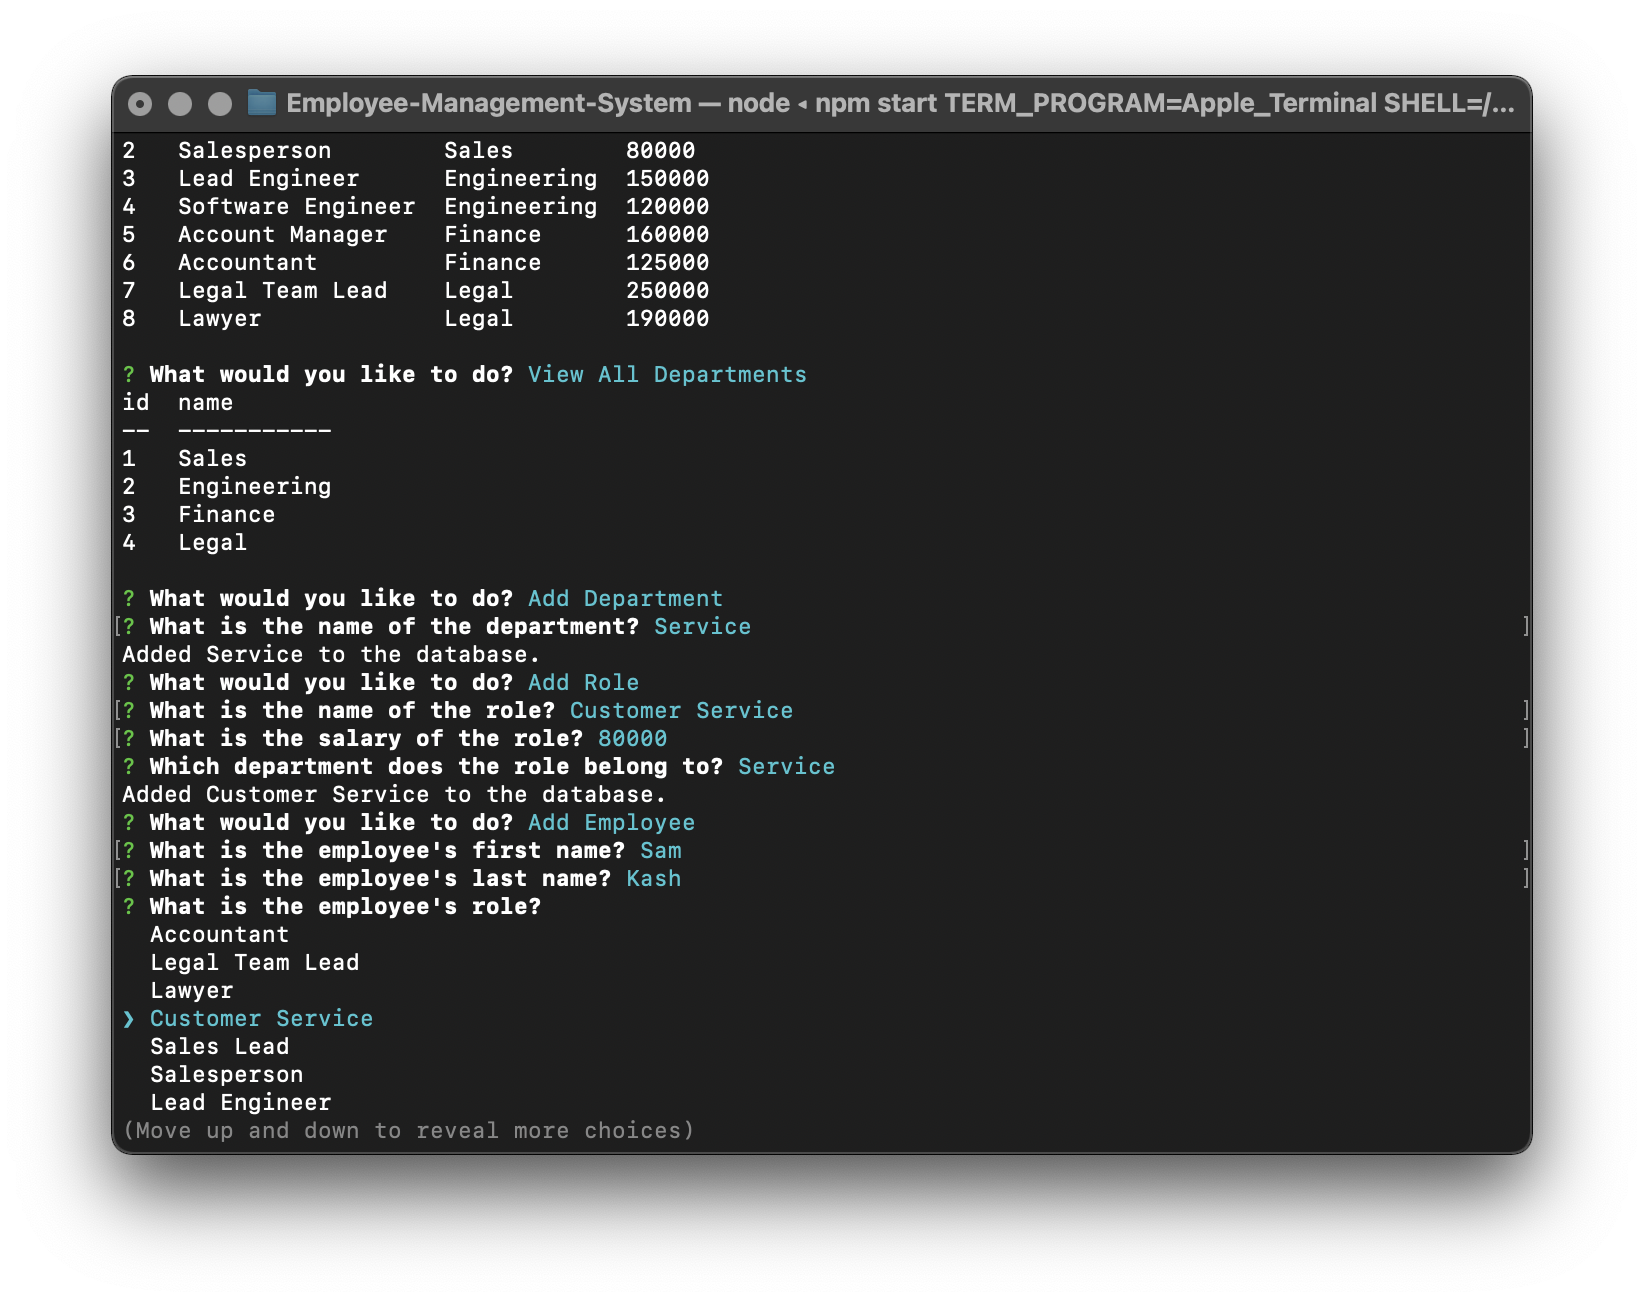 Employee-Management-System — node ◂ npm start TERM_PROGRAM=Apple_Terminal SHELL=/...
2   Salesperson        Sales        80000
3   Lead Engineer      Engineering  150000
4   Software Engineer  Engineering  120000
5   Account Manager    Finance      160000
6   Accountant         Finance      125000
7   Legal Team Lead    Legal        250000
8   Lawyer             Legal        190000
? What would you like to do? View All Departments
id  name
--  -----------
1   Sales
2   Engineering
3   Finance
4   Legal
? What would you like to do? Add Department
[? What is the name of the department? Service ]
Added Service to the database.
? What would you like to do? Add Role
[? What is the name of the role? Customer Service ]
[? What is the salary of the role? 80000 ]
? Which department does the role belong to? Service
Added Customer Service to the database.
? What would you like to do? Add Employee
[? What is the employee's first name? Sam ]
[? What is the employee's last name? Kash ]
? What is the employee's role?
  Accountant
  Legal Team Lead
  Lawyer
❯ Customer Service
  Sales Lead
  Salesperson
  Lead Engineer
(Move up and down to reveal more choices)